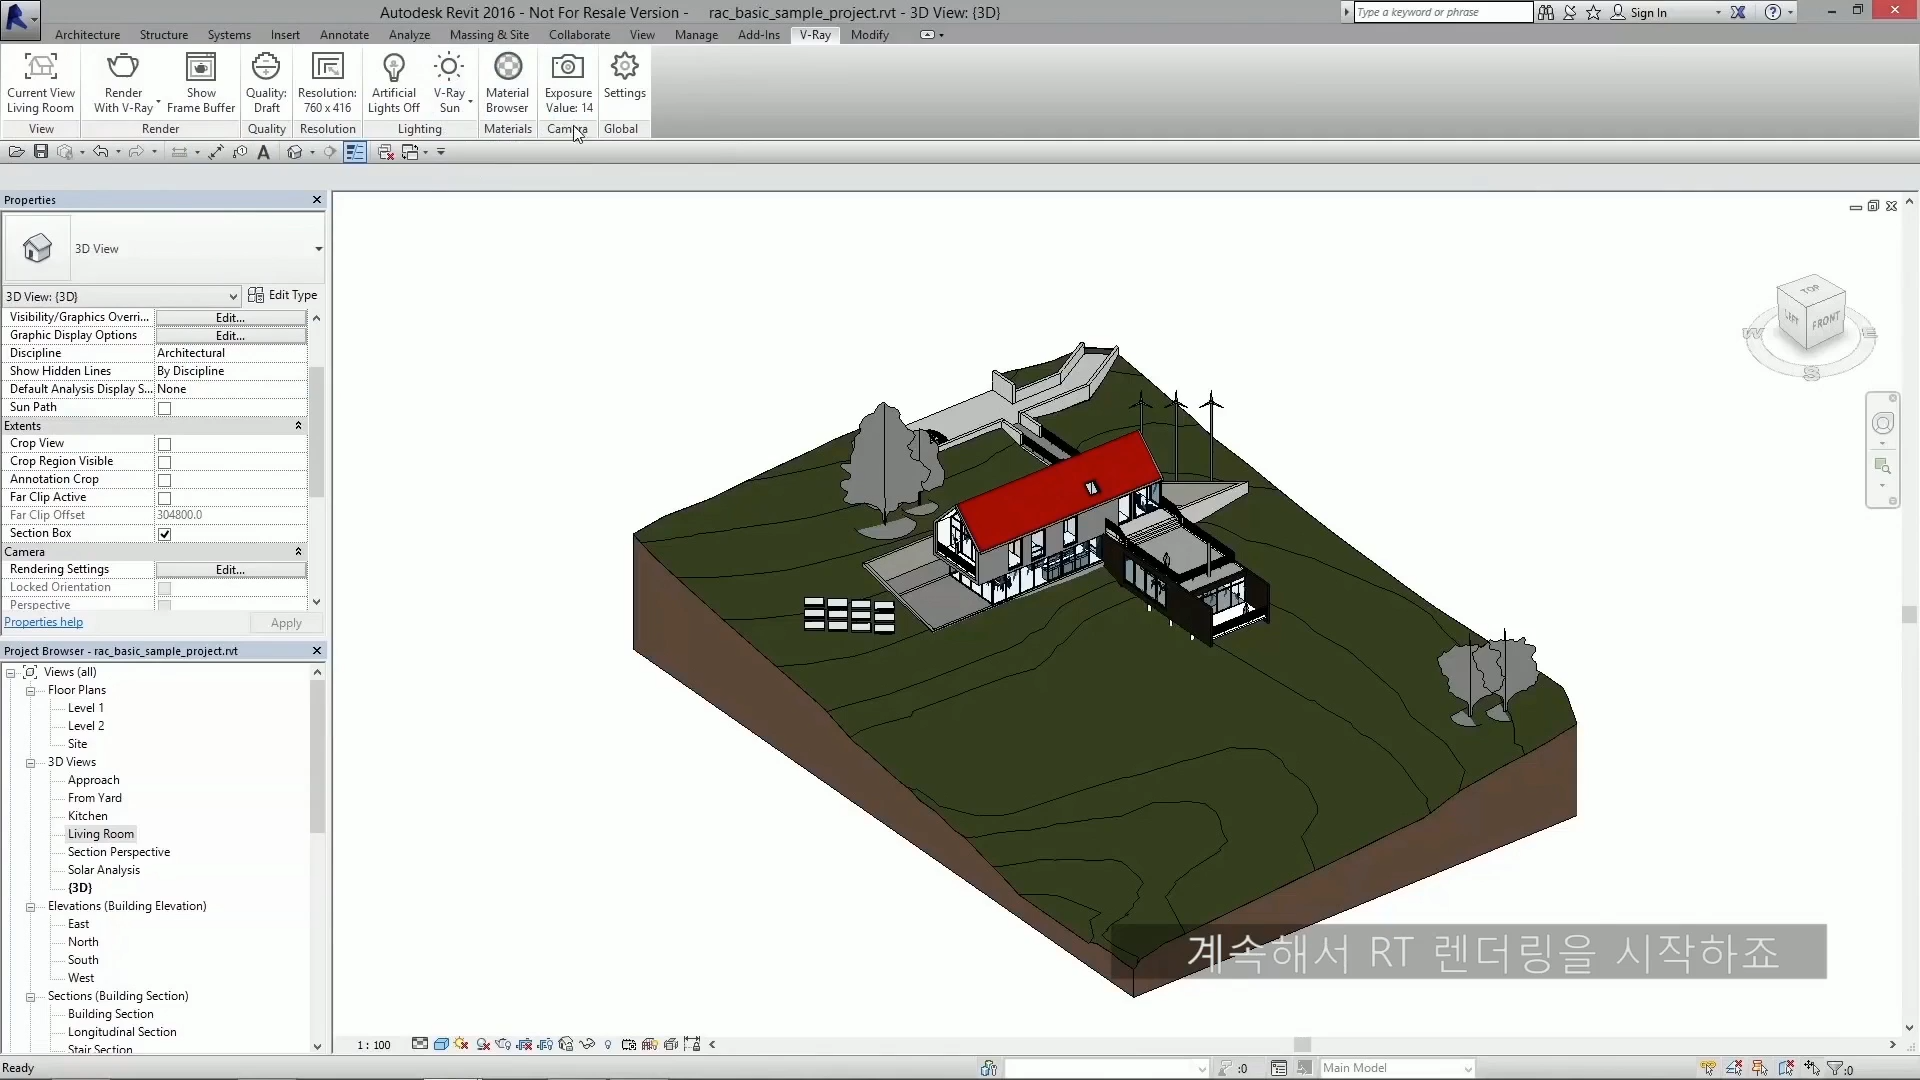 Autodesk Revit 2016 - Not For Resale Version - rac_basic_sample_project.rvt - 3D View: {3D}
Type a keyword or phrase
Sign In
Architecture Structure Systems Insert Annotate Analyze Massing & Site Collaborate View Manage Add-Ins V-Ray Modify
Current View
Living Room
Render
With V-Ray
Show
Frame Buffer
Quality:
Draft
Resolution:
760 x 416
Artificial
Lights Off
V-Ray
Sun
Material
Browser
Exposure
Value: 14
Settings
View Render Quality Resolution Lighting Materials Camera Global
Properties
3D View
3D View: {3D} Edit Type
Visibility/Graphics Overri... Edit...
Graphic Display Options Edit...
Discipline Architectural
Show Hidden Lines By Discipline
Default Analysis Display S... None
Sun Path
Extents
Crop View
Crop Region Visible
Annotation Crop
Far Clip Active
Far Clip Offset 304800.0
Section Box
Camera
Rendering Settings Edit...
Locked Orientation
Perspective
Properties help Apply
Project Browser - rac_basic_sample_project.rvt
Views (all)
Floor Plans
Level 1
Level 2
Site
3D Views
Approach
From Yard
Kitchen
Living Room
Section Perspective
Solar Analysis
{3D}
Elevations (Building Elevation)
East
North
South
West
Sections (Building Section)
Building Section
Longitudinal Section
Stair Section
TOP
LEFT FRONT
W E
S
계속해서 RT 렌더링을 시작하죠
1 : 100
Ready
:0
Main Model
:0